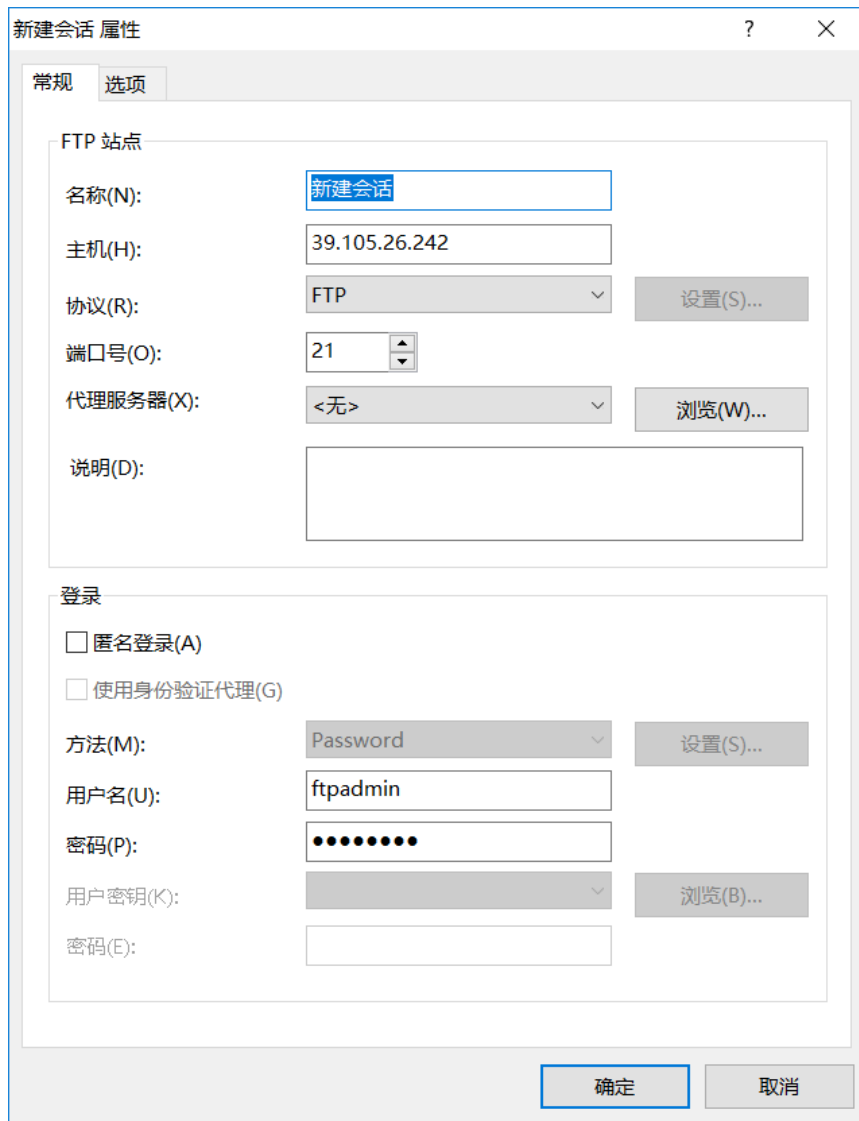 新建会话 属性
?
常规
选项
FTP 站点
名称(N): 新建会话
主机(H): 39.105.26.242
协议(R): FTP 设置(S)...
端口号(O): 21
代理服务器(X): <无> 浏览(W)...
说明(D):
登录
匿名登录(A)
使用身份验证代理(G)
方法(M): Password 设置(S)...
用户名(U): ftpadmin
密码(P): ●●●●●●●●
用户密钥(K): 浏览(B)...
密码(E):
确定 取消